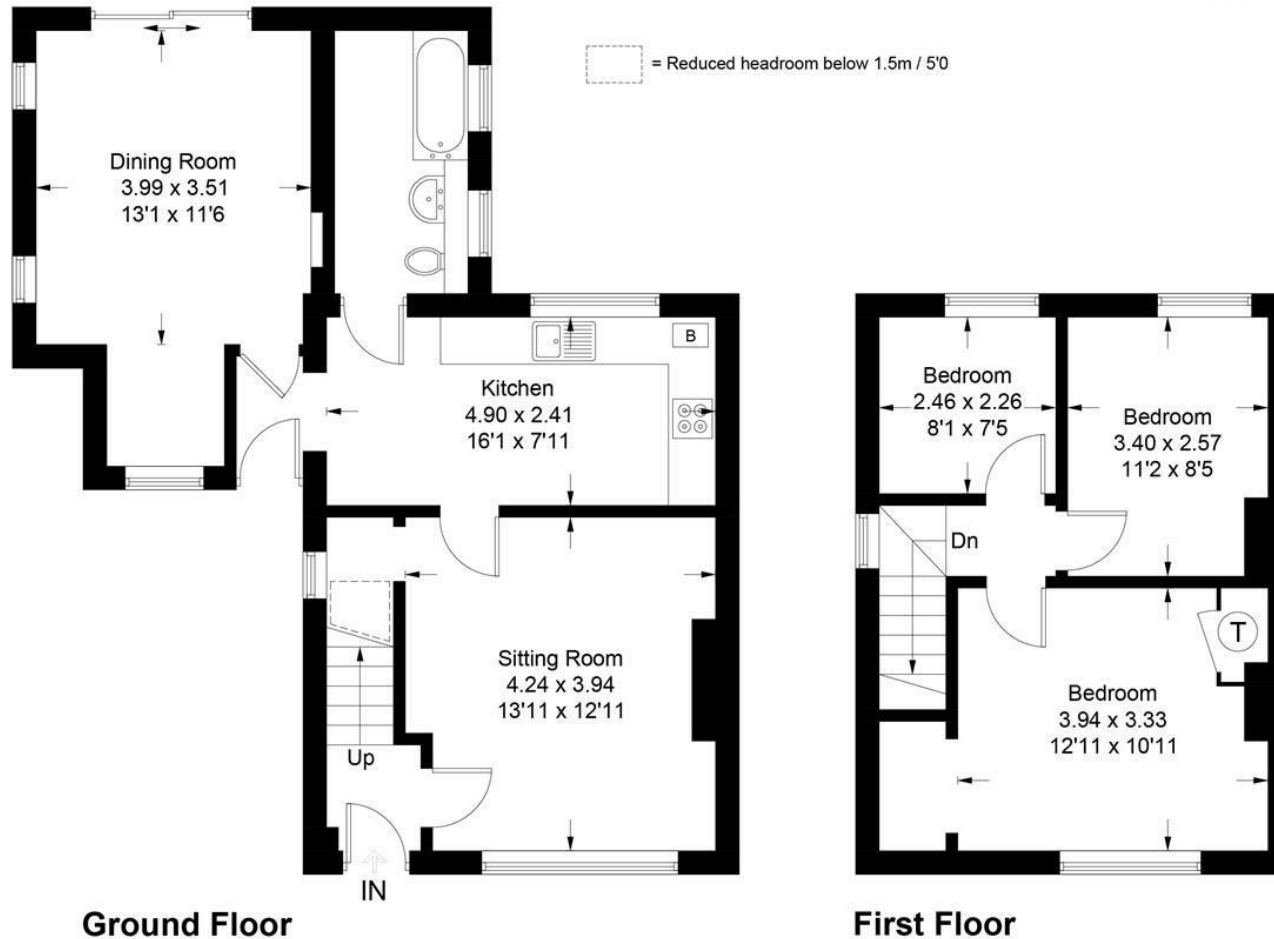 = Reduced headroom below 1.5m / 5'0
Dining Room
3.99 x 3.51
13'1 x 11'6
B
Kitchen
4.90 x 2.41
16'1 x 7'11
Sitting Room
4.24 x 3.94
13'11 x 12'11
Up
IN
Ground Floor
Bedroom
2.46 x 2.26
8'1 x 7'5
Bedroom
3.40 x 2.57
11'2 x 8'5
Dn
T
Bedroom
3.94 x 3.33
12'11 x 10'11
First Floor